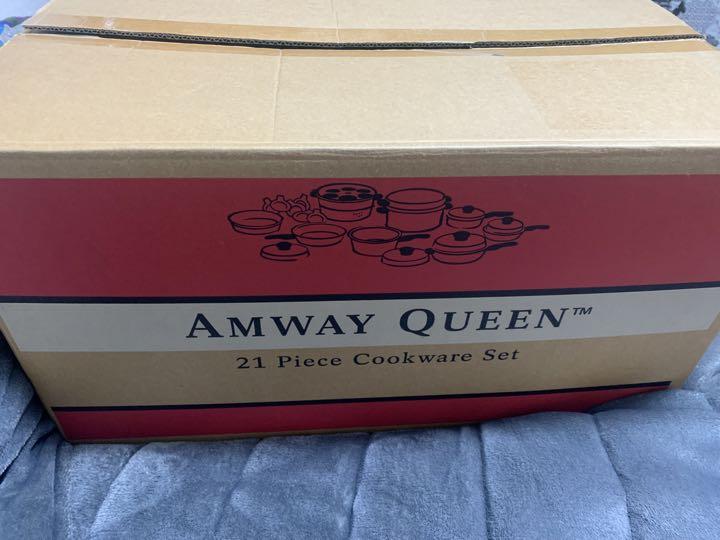 AMWAY QUEEN™
21 Piece Cookware Set